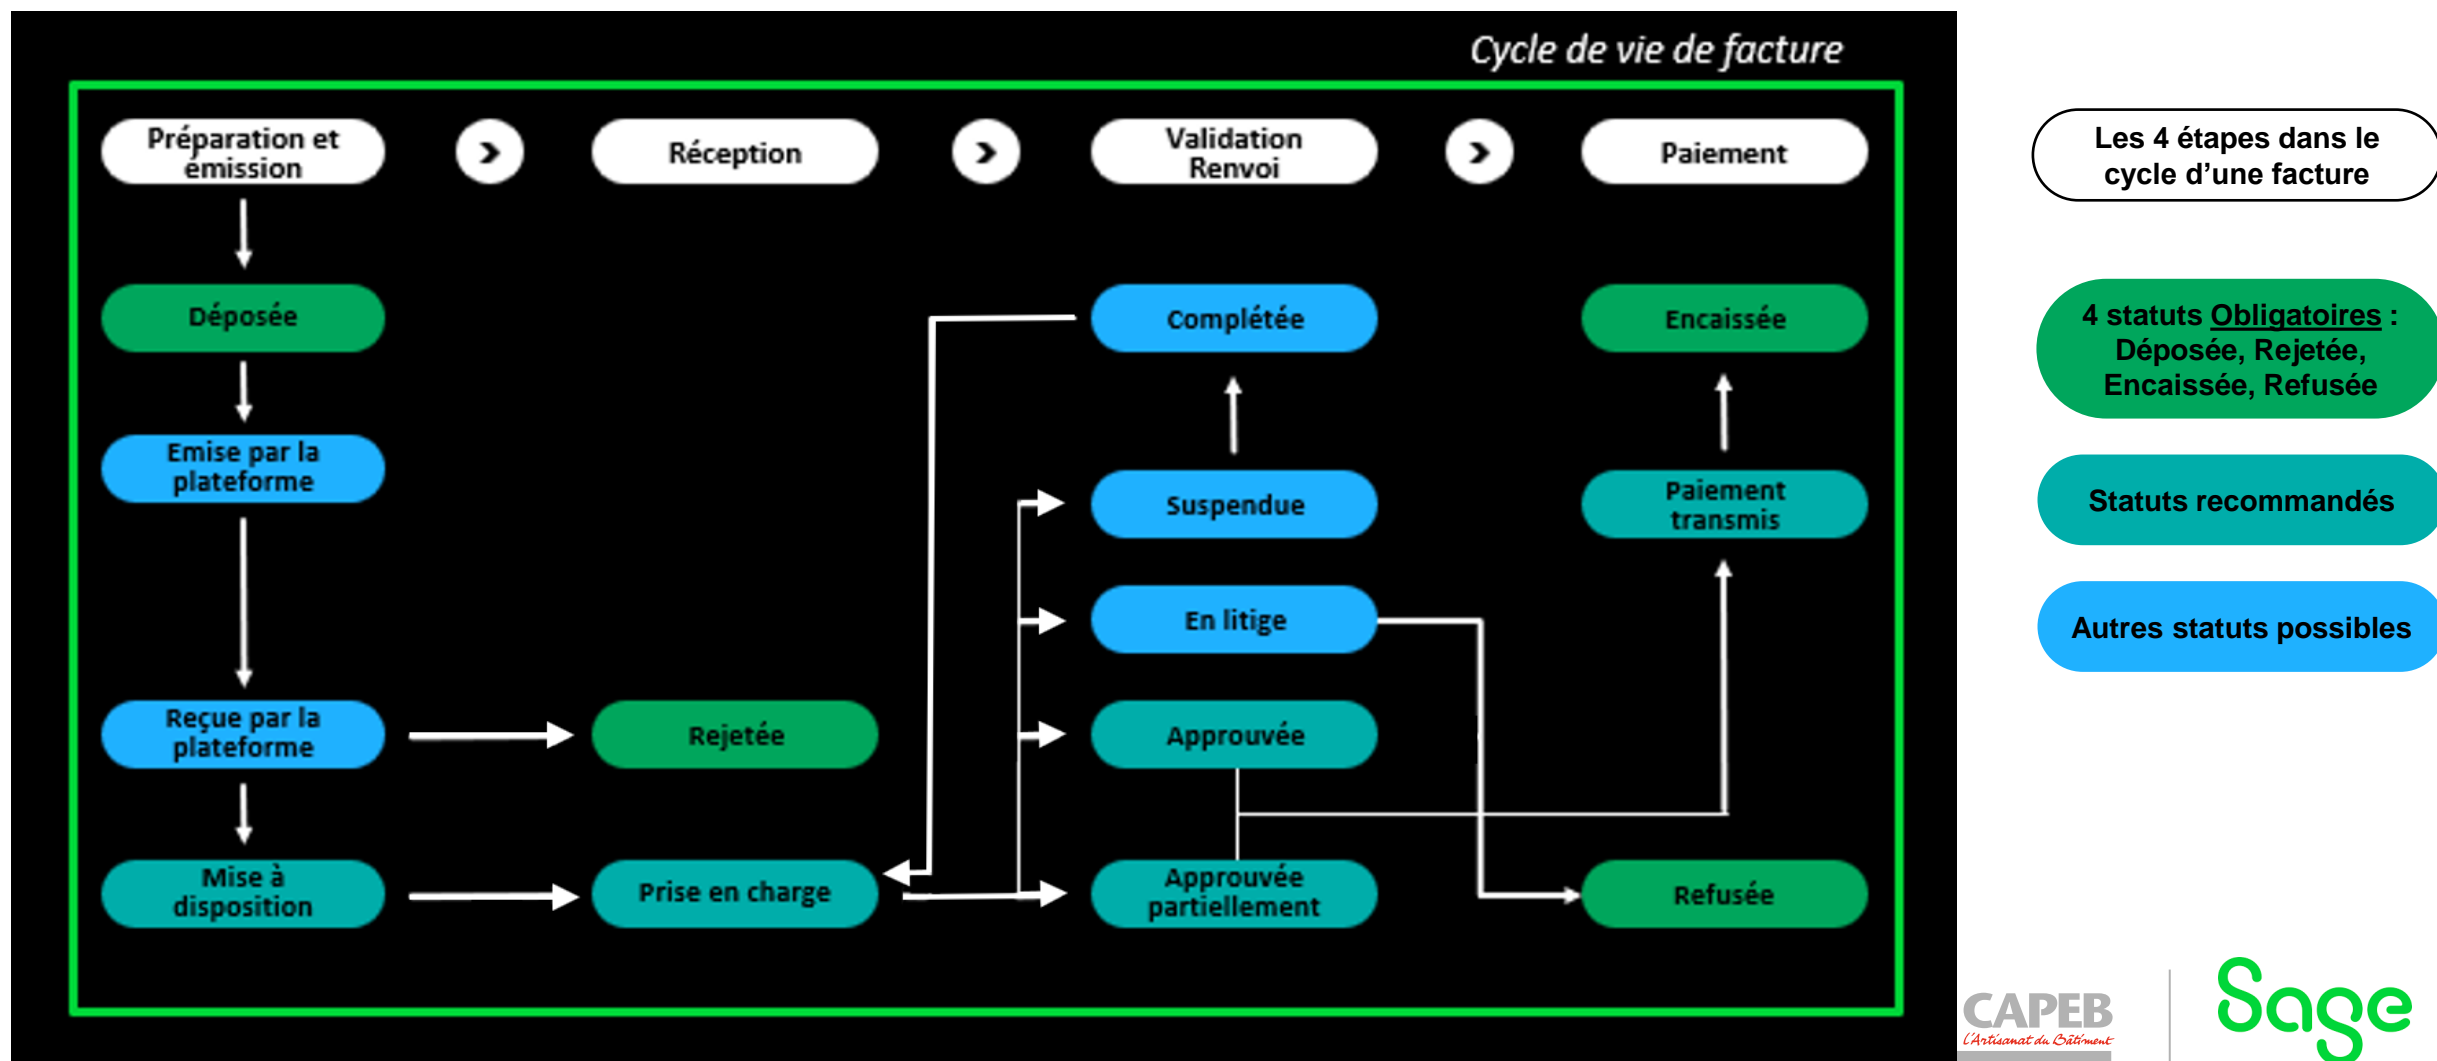 Cycle de vie de facture
Préparation et
émission
Réception
Validation
Renvoi
Paiement
Déposée
Complétée
Encaissée
Emise par la
plateforme
Suspendue
Paiement
transmis
En litige
Reçue par la
plateforme
Rejetée
Approuvée
Mise à
disposition
Prise en charge
Approuvée
partiellement
Refusée
Les 4 étapes dans le
cycle d’une facture
4 statuts Obligatoires :
Déposée, Rejetée,
Encaissée, Refusée
Statuts recommandés
Autres statuts possibles
CAPEB
L'Artisanat du Bâtiment
Sage